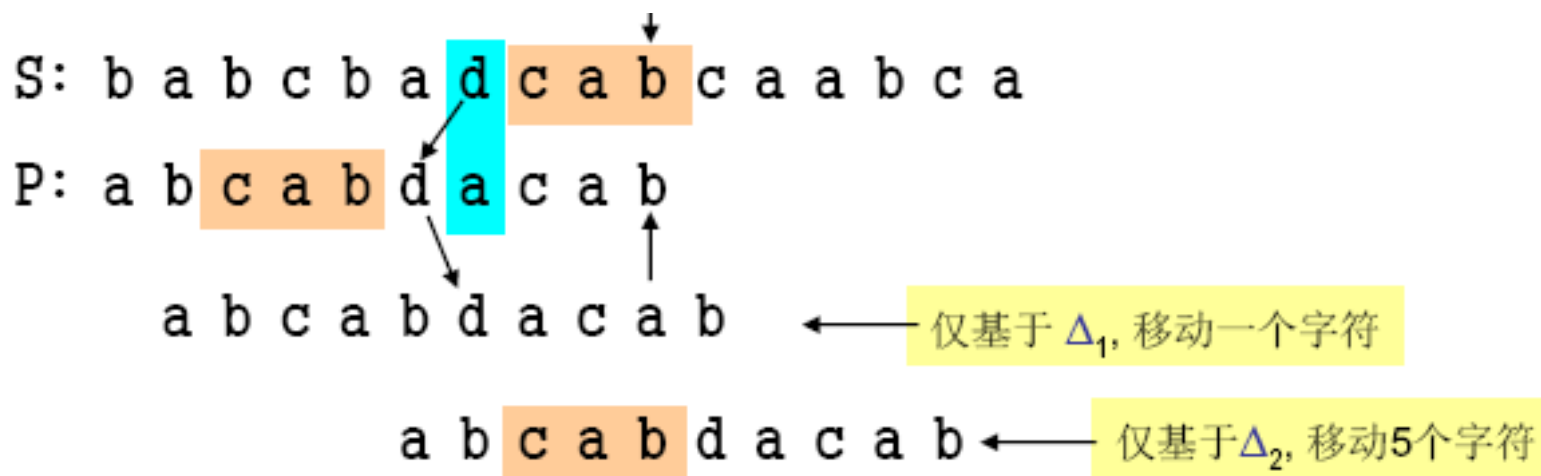 S: b a b c b a d c a b c a a b c a
P: a b c a b d a c a b
a b c a b d a c a b
仅基于 Δ₁, 移动一个字符
a b c a b d a c a b
仅基于Δ₂, 移动5个字符